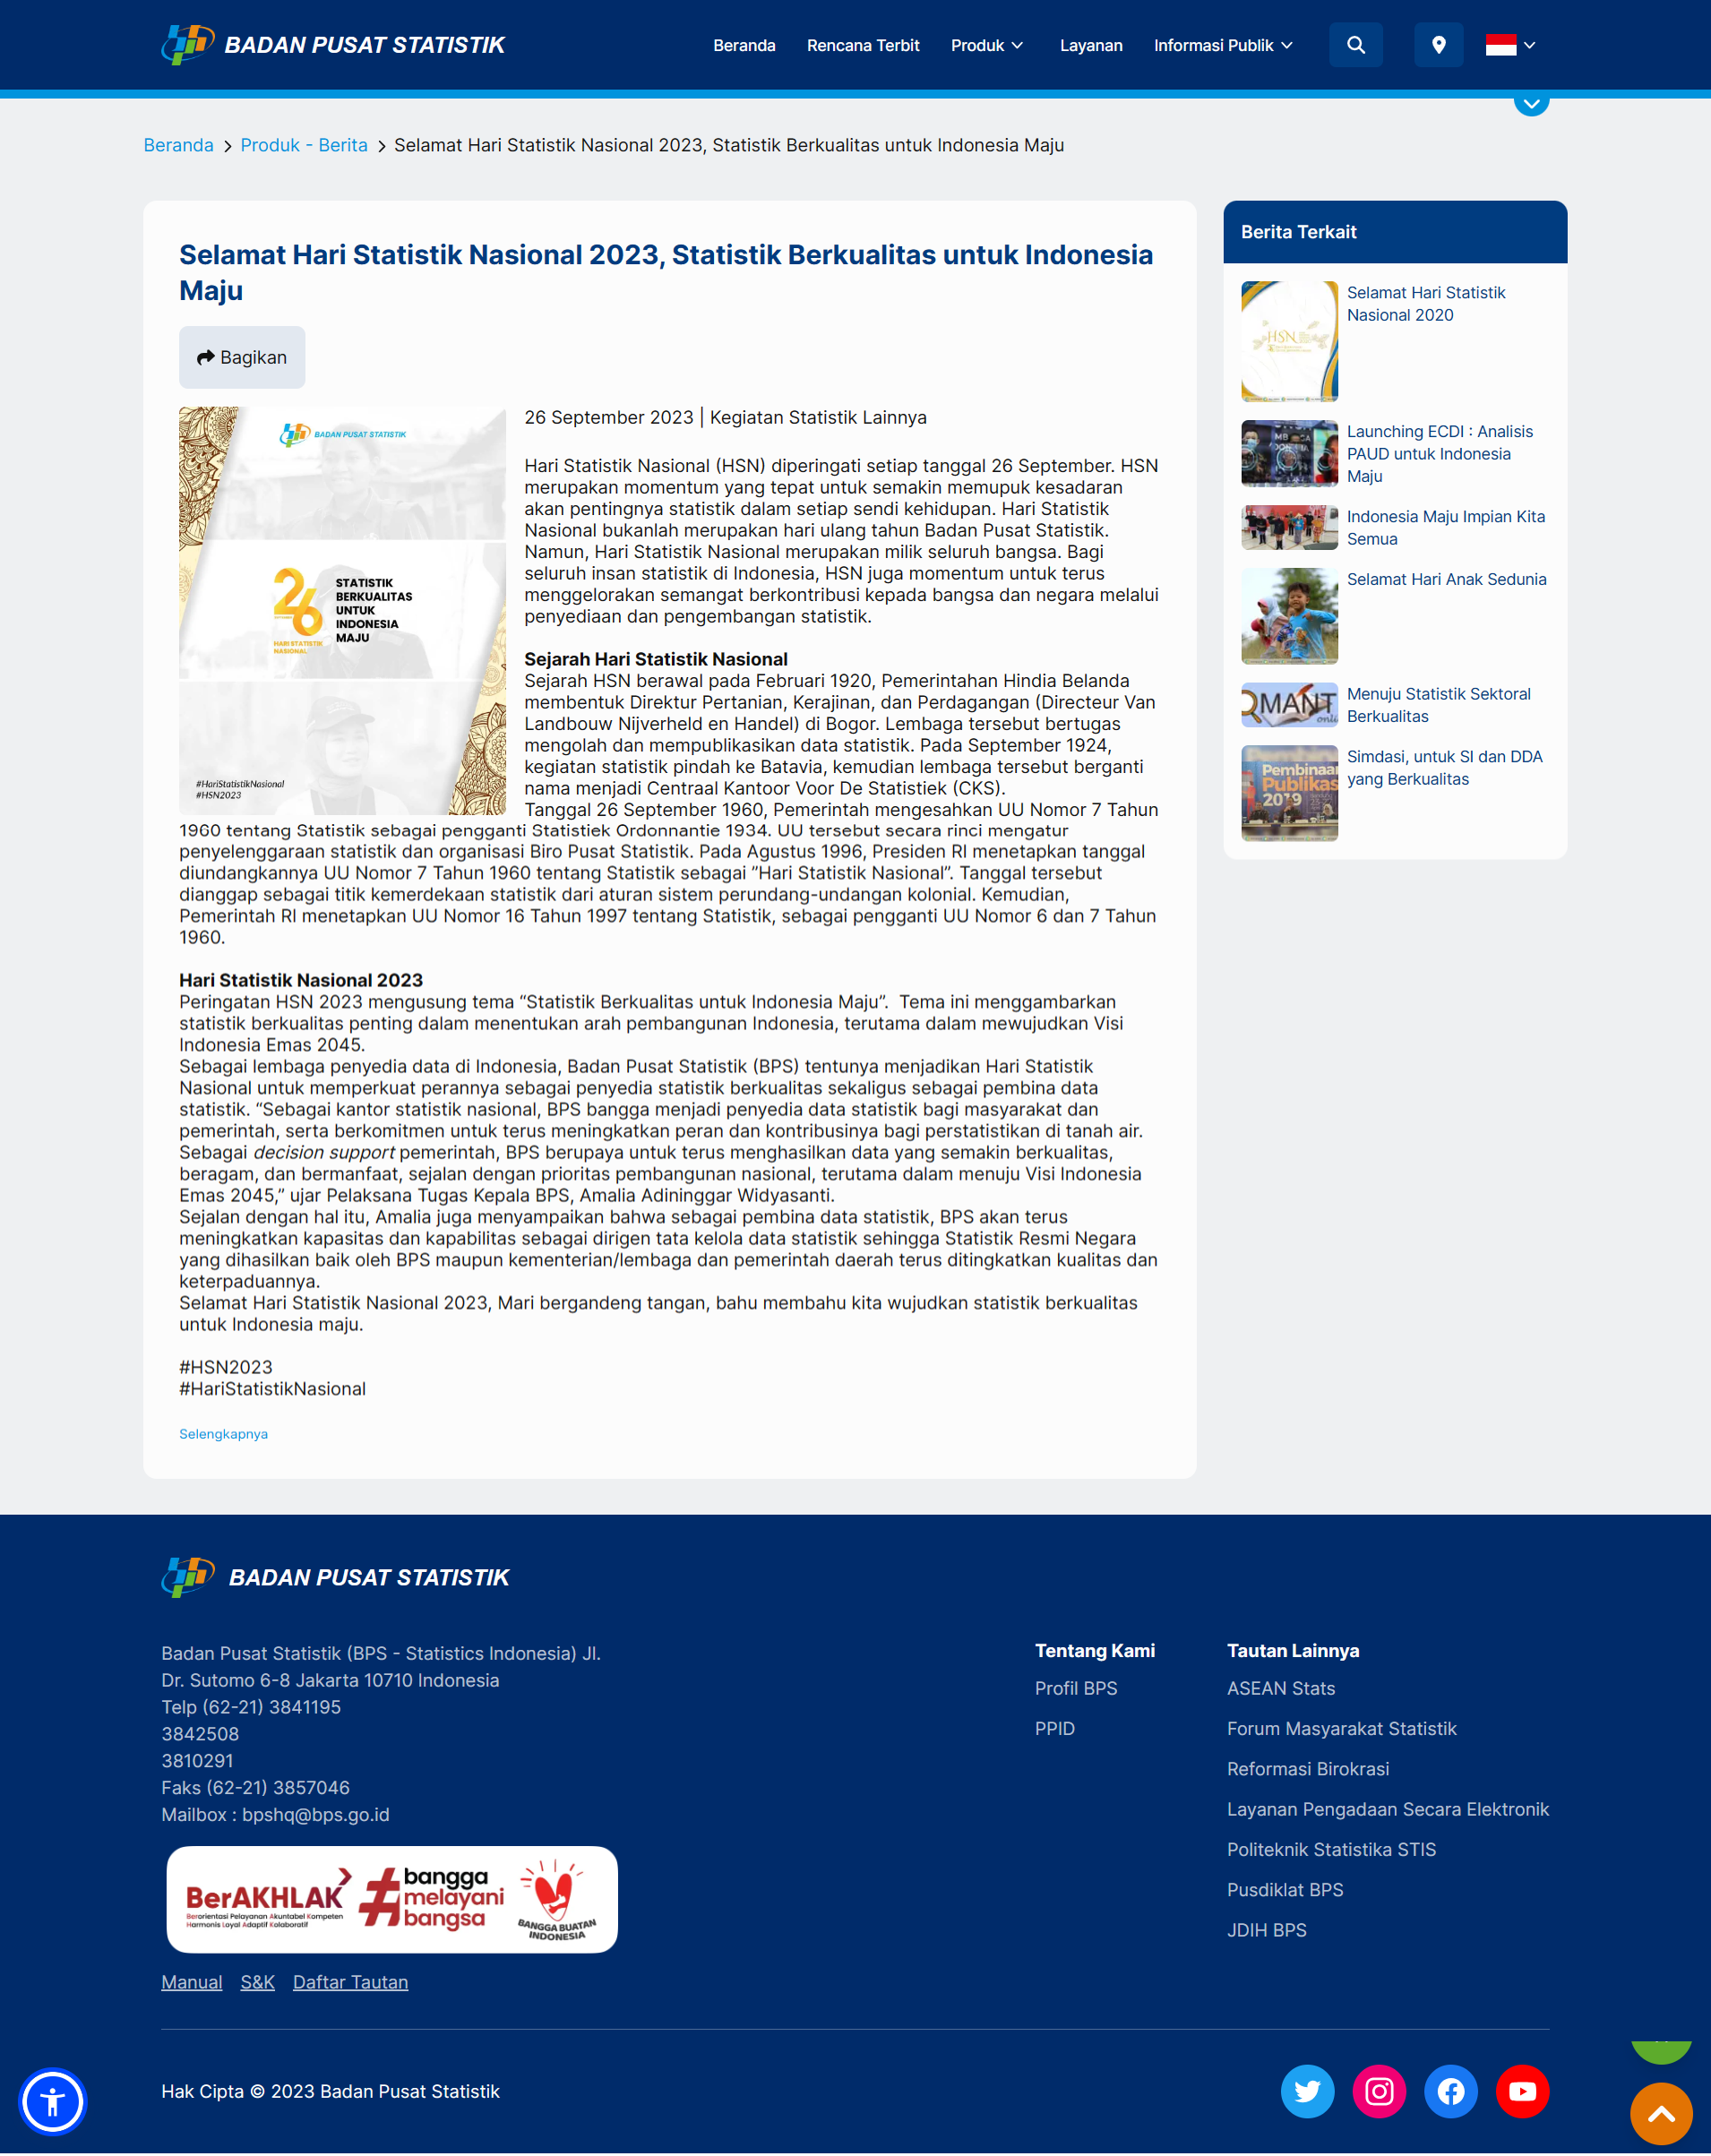 BADAN PUSAT STATISTIK
Beranda
Rencana Terbit
Produk
Layanan
Informasi Publik
Beranda > Produk - Berita > Selamat Hari Statistik Nasional 2023, Statistik Berkualitas untuk Indonesia Maju
Selamat Hari Statistik Nasional 2023, Statistik Berkualitas untuk Indonesia
Maju
Bagikan
BADAN PUSAT STATISTIK
26
STATISTIK
BERKUALITAS
UNTUK
INDONESIA
MAJU
HARI STATISTIK
NASIONAL
#HariStatistikNasional
#HSN2023
26 September 2023 | Kegiatan Statistik Lainnya
Hari Statistik Nasional (HSN) diperingati setiap tanggal 26 September. HSN
merupakan momentum yang tepat untuk semakin memupuk kesadaran
akan pentingnya statistik dalam setiap sendi kehidupan. Hari Statistik
Nasional bukanlah merupakan hari ulang tahun Badan Pusat Statistik.
Namun, Hari Statistik Nasional merupakan milik seluruh bangsa. Bagi
seluruh insan statistik di Indonesia, HSN juga momentum untuk terus
menggelorakan semangat berkontribusi kepada bangsa dan negara melalui
penyediaan dan pengembangan statistik.
Sejarah Hari Statistik Nasional
Sejarah HSN berawal pada Februari 1920, Pemerintahan Hindia Belanda
membentuk Direktur Pertanian, Kerajinan, dan Perdagangan (Directeur Van
Landbouw Nijverheld en Handel) di Bogor. Lembaga tersebut bertugas
mengolah dan mempublikasikan data statistik. Pada September 1924,
kegiatan statistik pindah ke Batavia, kemudian lembaga tersebut berganti
nama menjadi Centraal Kantoor Voor De Statistiek (CKS).
Tanggal 26 September 1960, Pemerintah mengesahkan UU Nomor 7 Tahun
1960 tentang Statistik sebagai pengganti Statistiek Ordonnantie 1934. UU tersebut secara rinci mengatur
penyelenggaraan statistik dan organisasi Biro Pusat Statistik. Pada Agustus 1996, Presiden RI menetapkan tanggal
diundangkannya UU Nomor 7 Tahun 1960 tentang Statistik sebagai ”Hari Statistik Nasional”. Tanggal tersebut
dianggap sebagai titik kemerdekaan statistik dari aturan sistem perundang-undangan kolonial. Kemudian,
Pemerintah RI menetapkan UU Nomor 16 Tahun 1997 tentang Statistik, sebagai pengganti UU Nomor 6 dan 7 Tahun
1960.
Hari Statistik Nasional 2023
Peringatan HSN 2023 mengusung tema “Statistik Berkualitas untuk Indonesia Maju”.  Tema ini menggambarkan
statistik berkualitas penting dalam menentukan arah pembangunan Indonesia, terutama dalam mewujudkan Visi
Indonesia Emas 2045.
Sebagai lembaga penyedia data di Indonesia, Badan Pusat Statistik (BPS) tentunya menjadikan Hari Statistik
Nasional untuk memperkuat perannya sebagai penyedia statistik berkualitas sekaligus sebagai pembina data
statistik. “Sebagai kantor statistik nasional, BPS bangga menjadi penyedia data statistik bagi masyarakat dan
pemerintah, serta berkomitmen untuk terus meningkatkan peran dan kontribusinya bagi perstatistikan di tanah air.
Sebagai decision support pemerintah, BPS berupaya untuk terus menghasilkan data yang semakin berkualitas,
beragam, dan bermanfaat, sejalan dengan prioritas pembangunan nasional, terutama dalam menuju Visi Indonesia
Emas 2045,” ujar Pelaksana Tugas Kepala BPS, Amalia Adininggar Widyasanti.
Sejalan dengan hal itu, Amalia juga menyampaikan bahwa sebagai pembina data statistik, BPS akan terus
meningkatkan kapasitas dan kapabilitas sebagai dirigen tata kelola data statistik sehingga Statistik Resmi Negara
yang dihasilkan baik oleh BPS maupun kementerian/lembaga dan pemerintah daerah terus ditingkatkan kualitas dan
keterpaduannya.
Selamat Hari Statistik Nasional 2023, Mari bergandeng tangan, bahu membahu kita wujudkan statistik berkualitas
untuk Indonesia maju.
#HSN2023
#HariStatistikNasional
Selengkapnya
Berita Terkait
HSN
Selamat Hari Statistik
Nasional 2020
Launching ECDI : Analisis
PAUD untuk Indonesia
Maju
Indonesia Maju Impian Kita
Semua
Selamat Hari Anak Sedunia
Menuju Statistik Sektoral
Berkualitas
Pembinaan
Publikas
2019
Simdasi, untuk SI dan DDA
yang Berkualitas
BADAN PUSAT STATISTIK
Badan Pusat Statistik (BPS - Statistics Indonesia) Jl.
Dr. Sutomo 6-8 Jakarta 10710 Indonesia
Telp (62-21) 3841195
3842508
3810291
Faks (62-21) 3857046
Mailbox : bpshq@bps.go.id
BerAKHLAK
Berorientasi Pelayanan Akuntabel Kompeten
Harmonis Loyal Adaptif Kolaboratif
#bangga
melayani
bangsa
BANGGA BUATAN
INDONESIA
Manual
S&K
Daftar Tautan
Tentang Kami
Profil BPS
PPID
Tautan Lainnya
ASEAN Stats
Forum Masyarakat Statistik
Reformasi Birokrasi
Layanan Pengadaan Secara Elektronik
Politeknik Statistika STIS
Pusdiklat BPS
JDIH BPS
Hak Cipta © 2023 Badan Pusat Statistik